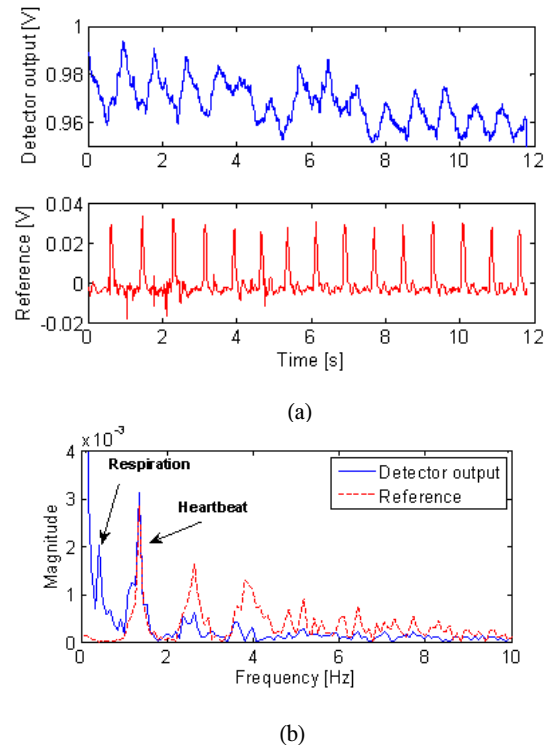 1
0.98
0.96
Detector output [V]
0 2 4 6 8 10 12
0.04
0.02
0
-0.02
Reference [V]
0 2 4 6 8 10 12
Time [s]
(a)
x 10^-3
4
3
2
1
0
Magnitude
Respiration
Heartbeat
Detector output
Reference
0 2 4 6 8 10
Frequency [Hz]
(b)